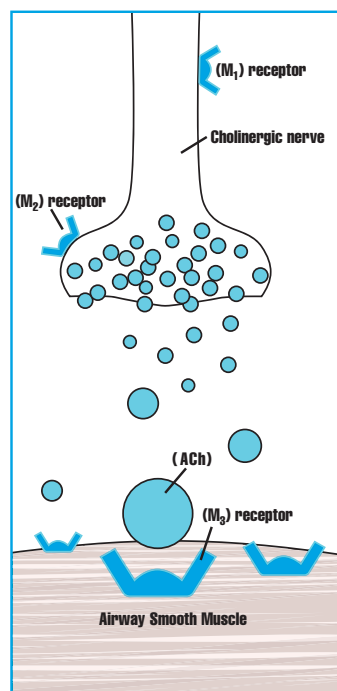 (M₁) receptor
Cholinergic nerve
(M₂) receptor
(ACh)
(M₃) receptor
Airway Smooth Muscle